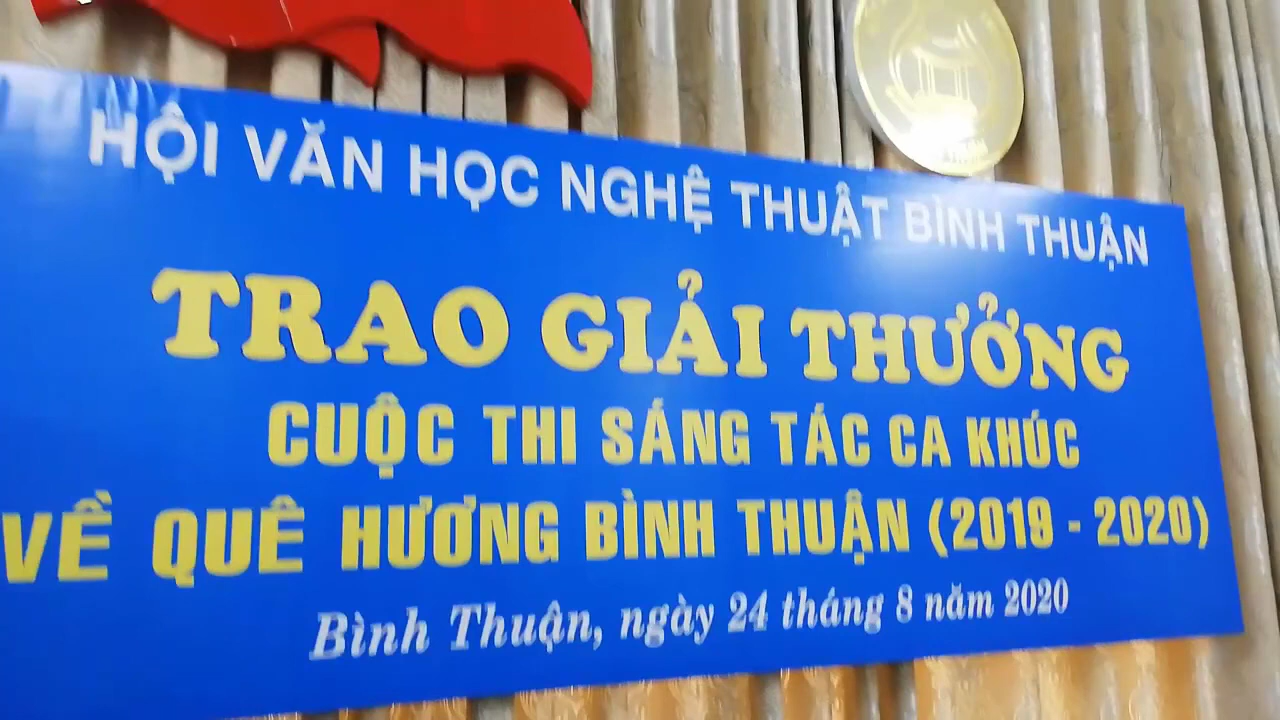 HỘI VĂN HỌC NGHỆ THUẬT BÌNH THUẬN
TRAO GIẢI THƯỞNG
CUỘC THI SÁNG TÁC CA KHÚC
VỀ QUÊ HƯƠNG BÌNH THUẬN (2019 - 2020)
Bình Thuận, ngày 24 tháng 8 năm 2020